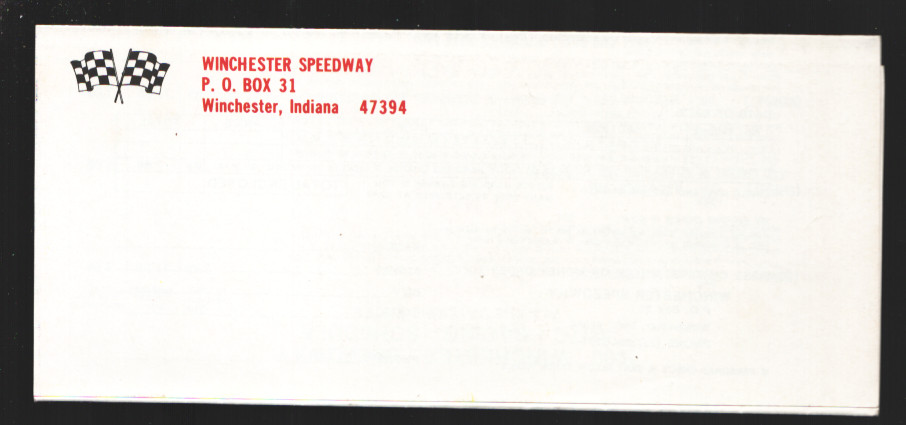 WINCHESTER SPEEDWAY
P. O. BOX 31
Winchester, Indiana 47394